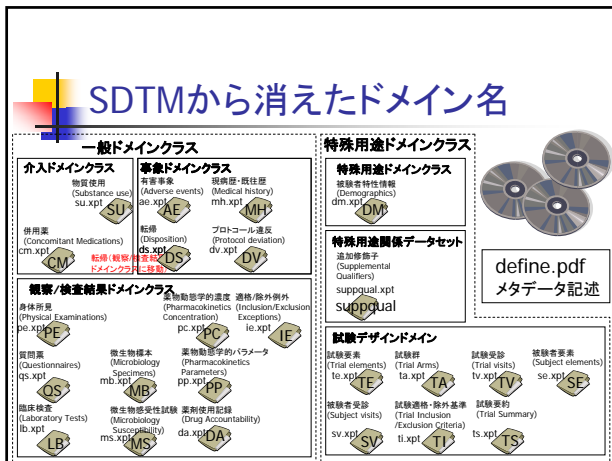 SDTMから消えたドメイン名
一般ドメインクラス
介入ドメインクラス
物質使用
(Substance use)
su.xpt
SU
併用薬
(Concomitant Medications)
cm.xpt
CM
事象ドメインクラス
有害事象
(Adverse events)
ae.xpt
AE
現病歴・既往歴
(Medical history)
mh.xpt
MH
転帰
(Disposition)
ds.xpt
DS
プロトコール違反
(Protocol deviation)
dv.xpt
DV
転帰(観察/検査結果
ドメインクラスに移動)
観察/検査結果ドメインクラス
身体所見
(Physical Examinations)
pe.xpt
PE
薬物動態学的濃度
(Pharmacokinetics
Concentration)
pc.xpt
PC
適格/除外例外
(Inclusion/Exclusion
Exceptions)
ie.xpt
IE
質問票
(Questionnaires)
qs.xpt
QS
微生物標本
(Microbiology
Specimens)
mb.xpt
MB
薬物動態学的パラメータ
(Pharmacokinetics
Parameters)
pp.xpt
PP
臨床検査
(Laboratory Tests)
lb.xpt
LB
微生物感受性試験
(Microbiology
Susceptibility)
ms.xpt
MS
薬剤使用記録
(Drug Accountability)
da.xpt
DA
特殊用途ドメインクラス
特殊用途ドメインクラス
被験者特性情報
(Demographics)
dm.xpt
DM
特殊用途関係データセット
追加修飾子
(Supplemental
Qualifiers)
suppqual.xpt
suppqual
define.pdf
メタデータ記述
試験デザインドメイン
試験要素
(Trial elements)
te.xpt
TE
試験群
(Trial Arms)
ta.xpt
TA
試験受診
(Trial visits)
tv.xpt
TV
被験者要素
(Subject elements)
se.xpt
SE
被験者受診
(Subject visits)
sv.xpt
SV
試験適格・除外基準
(Trial Inclusion
/Exclusion Criteria)
ti.xpt
TI
試験要約
(Trial Summary)
ts.xpt
TS